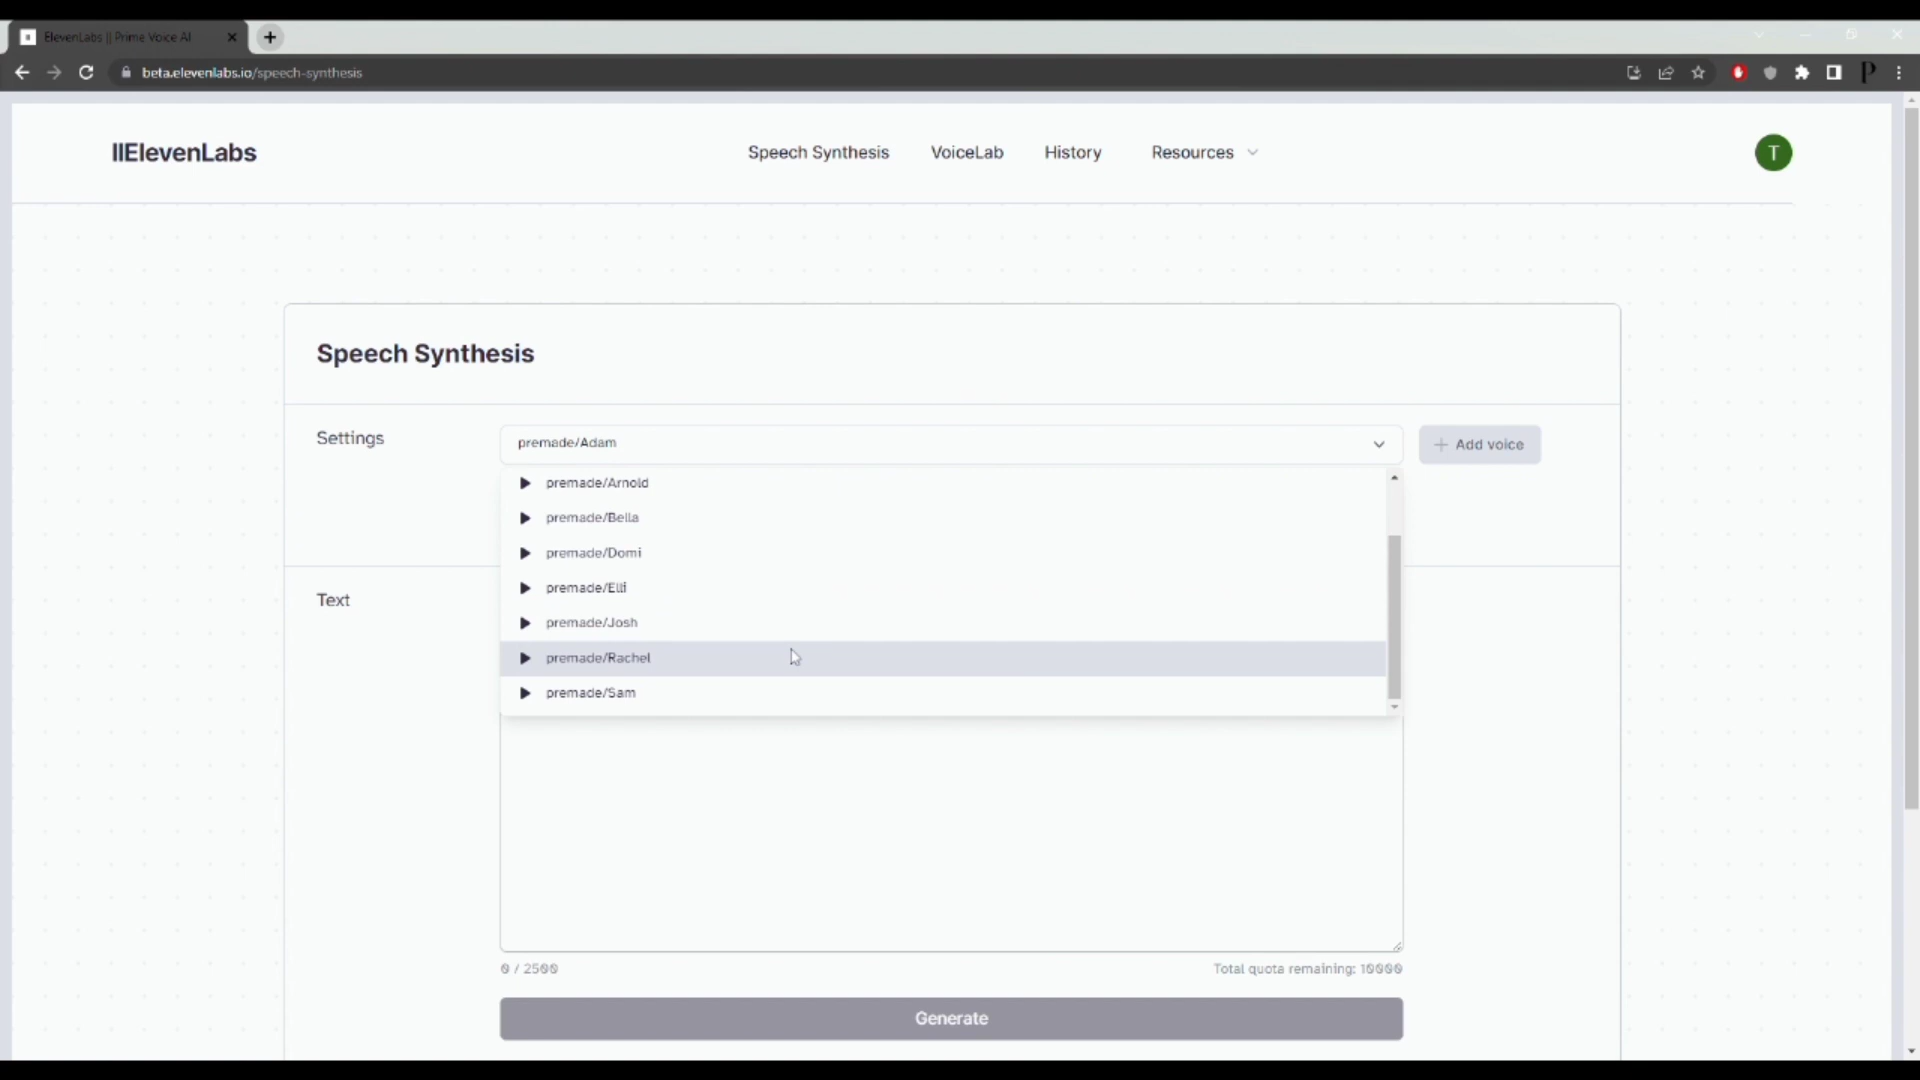 ElevenLabs || Prime Voice AI
beta.elevenlabs.io/speech-synthesis
P
IIElevenLabs
Speech Synthesis
VoiceLab
History
Resources
T
Speech Synthesis
Settings
premade/Adam
+ Add voice
premade/Arnold
premade/Bella
premade/Domi
premade/Elli
premade/Josh
premade/Rachel
premade/Sam
Text
0 / 2500
Total quota remaining: 10000
Generate